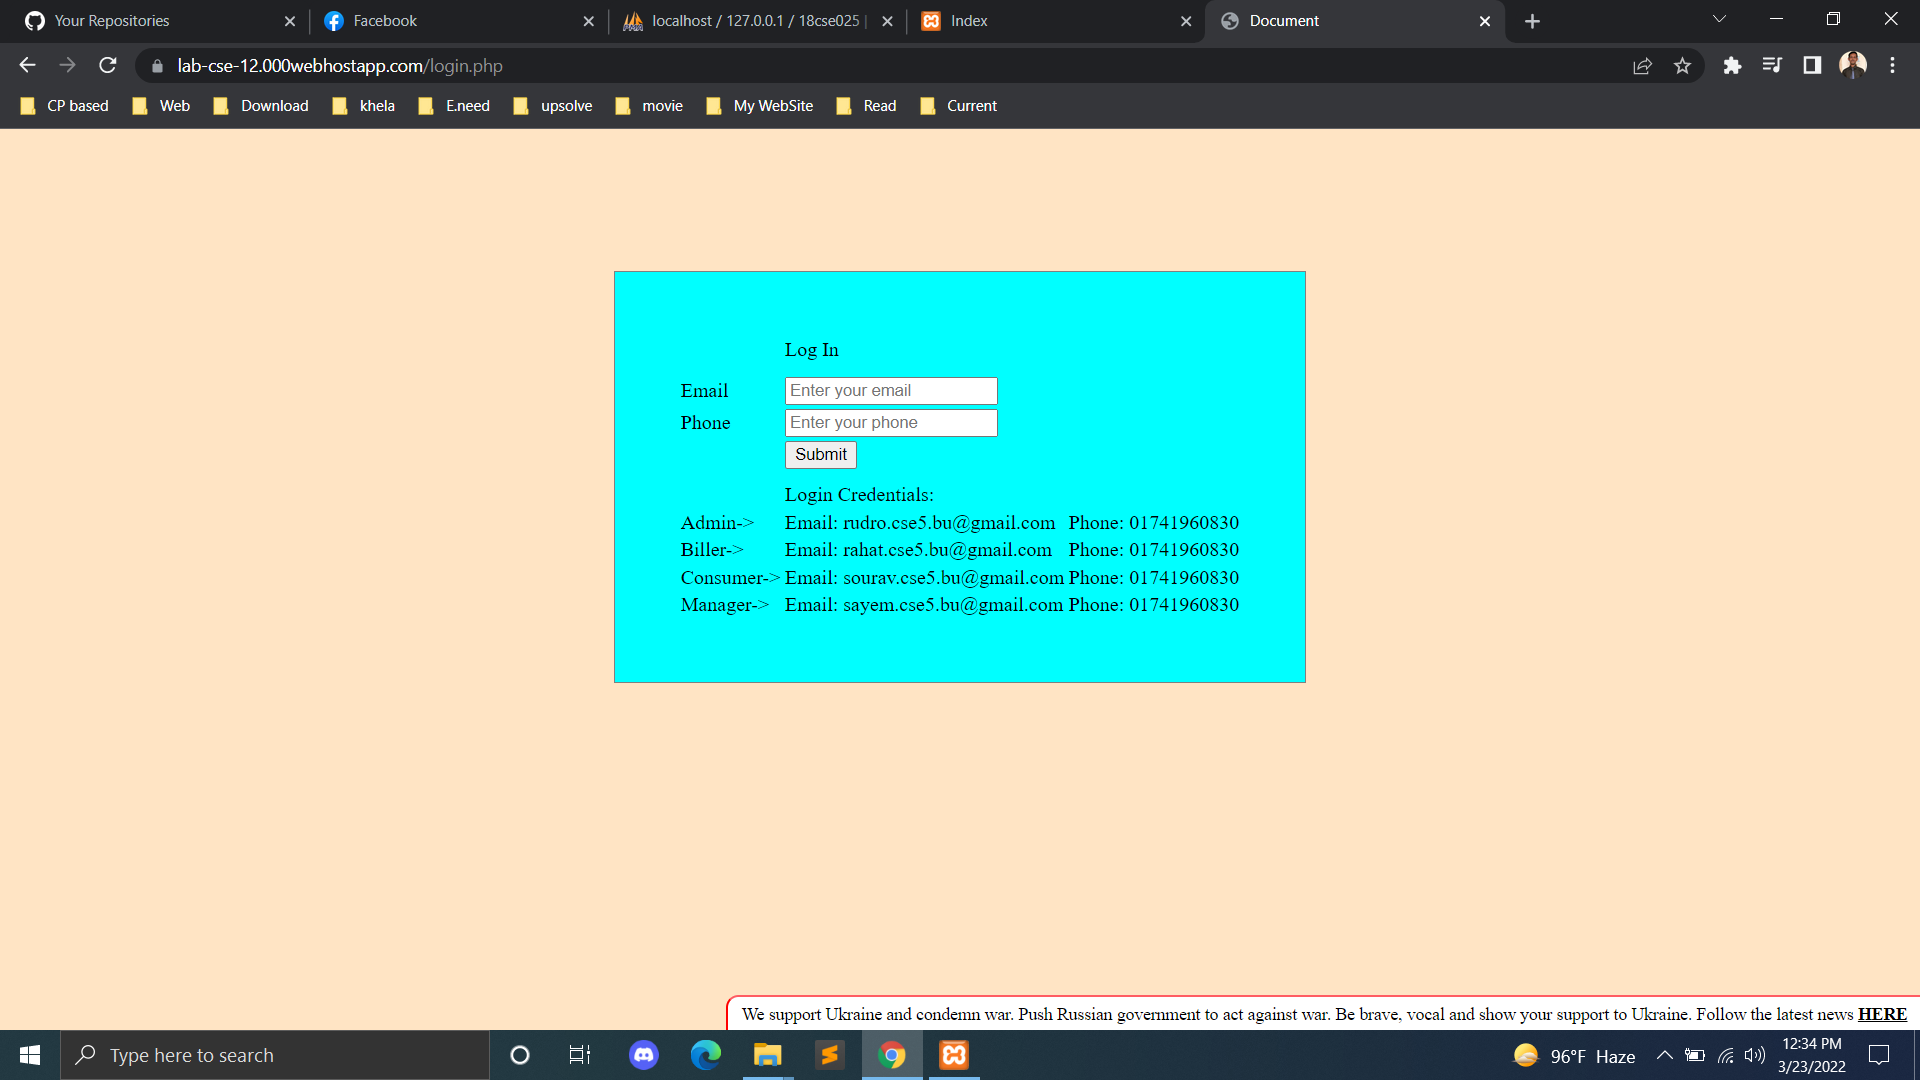 Your Repositories
Facebook
localhost / 127.0.0.1 / 18cse025 |
Index
Document
lab-cse-12.000webhostapp.com/login.php
CP based
Web
Download
khela
E.need
upsolve
movie
My WebSite
Read
Current
Log In
Email
Enter your email
Phone
Enter your phone
Submit
Login Credentials:
Admin-> Email: rudro.cse5.bu@gmail.com Phone: 01741960830
Biller-> Email: rahat.cse5.bu@gmail.com Phone: 01741960830
Consumer-> Email: sourav.cse5.bu@gmail.com Phone: 01741960830
Manager-> Email: sayem.cse5.bu@gmail.com Phone: 01741960830
We support Ukraine and condemn war. Push Russian government to act against war. Be brave, vocal and show your support to Ukraine. Follow the latest news HERE
Type here to search
96°F Haze
12:34 PM
3/23/2022